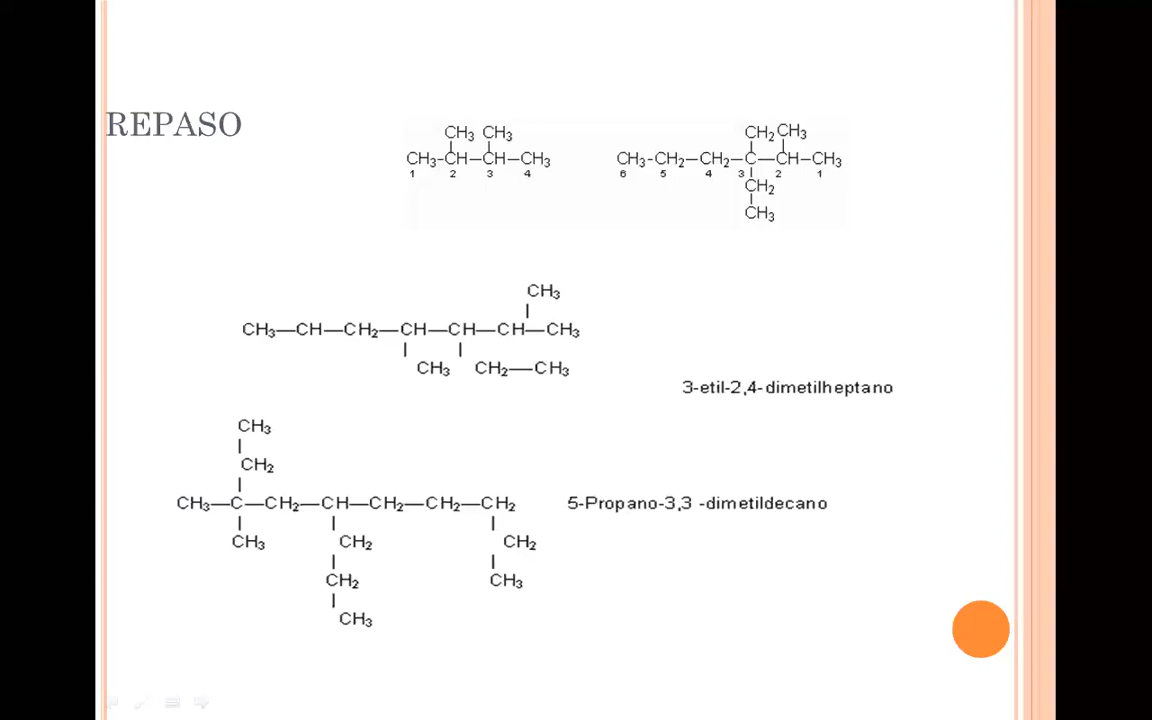 REPASO
CH₃ CH₃
CH₃-CH—CH—CH₃
1 2 3 4
CH₂CH₃
CH₃-CH₂—CH₂—C—CH—CH₃
6 5 4 3 2 1
CH₂
CH₃
CH₃
CH₃—CH—CH₂—CH—CH—CH—CH₃
CH₃ CH₂—CH₃
3-etil-2,4-dimetilheptano
CH₃
CH₂
CH₃—C—CH₂—CH—CH₂—CH₂—CH₂
5-Propano-3,3 -dimetildecano
CH₃ CH₂ CH₂
CH₂ CH₃
CH₃